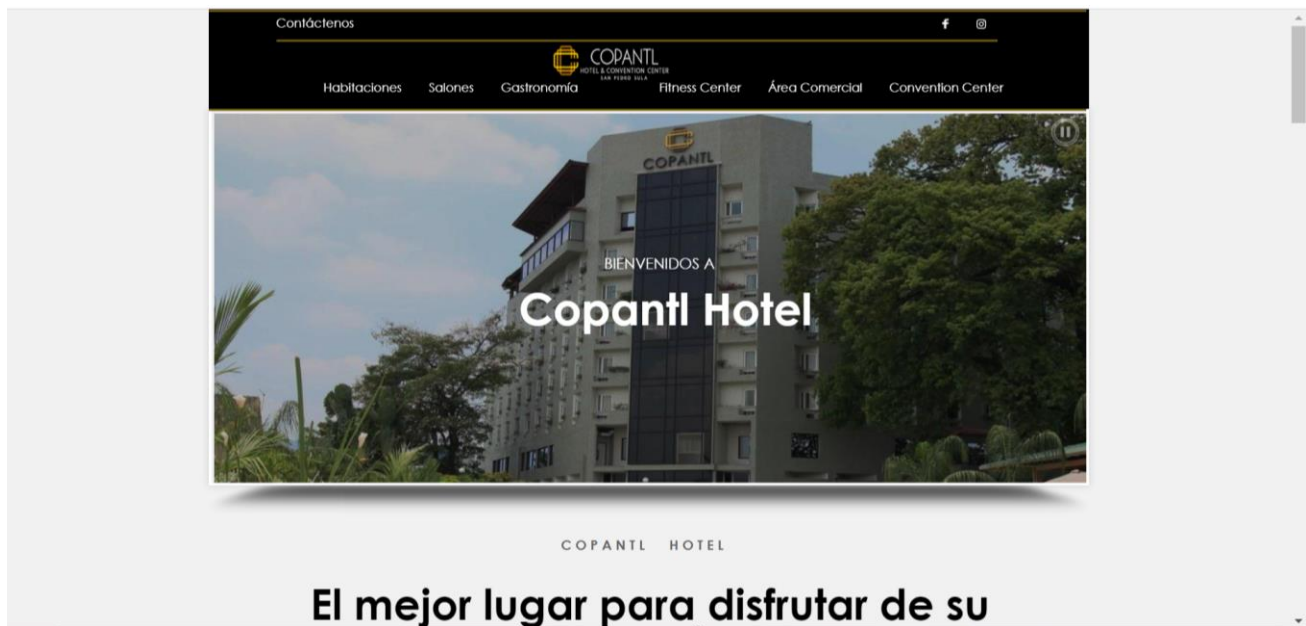 Contáctenos
COPANTL
HOTEL & CONVENTION CENTER
SAN PEDRO SULA
Habitaciones Salones Gastronomía Fitness Center Área Comercial Convention Center
COPANTL
BIENVENIDOS A
Copantl Hotel
COPANTL HOTEL
El mejor lugar para disfrutar de su